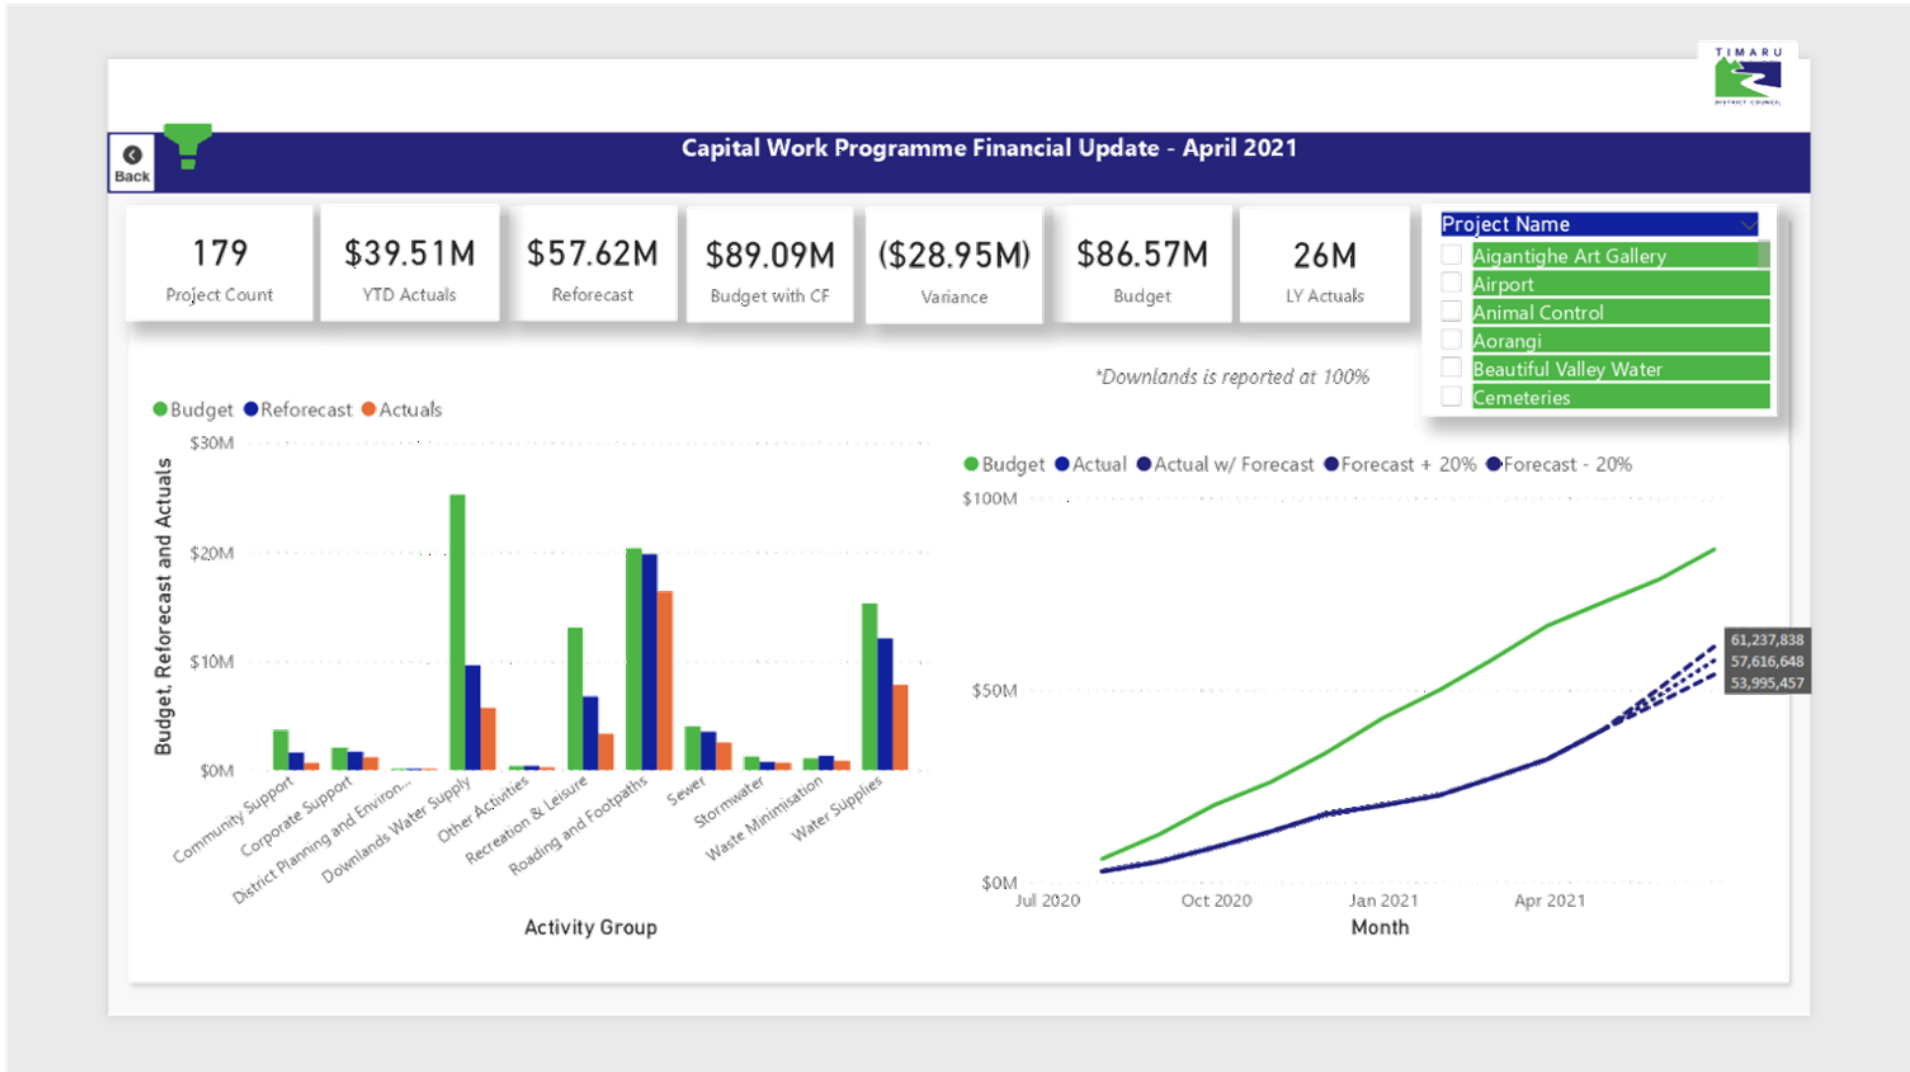 TIMARU
DISTRICT COUNCIL
Back
Capital Work Programme Financial Update - April 2021
179
Project Count
$39.51M
YTD Actuals
$57.62M
Reforecast
$89.09M
Budget with CF
($28.95M)
Variance
$86.57M
Budget
26M
LY Actuals
Project Name
Aigantighe Art Gallery
Airport
Animal Control
Aorangi
Beautiful Valley Water
Cemeteries
*Downlands is reported at 100%
Budget Reforecast Actuals
Budget, Reforecast and Actuals
$30M
$20M
$10M
$0M
Community Support
Corporate Support
District Planning and Environ...
Downlands Water Supply
Other Activities
Recreation & Leisure
Roading and Footpaths
Sewer
Stormwater
Waste Minimisation
Water Supplies
Activity Group
Budget Actual Actual w/ Forecast Forecast + 20% Forecast - 20%
$100M
$50M
$0M
61,237,838
57,616,648
53,995,457
Jul 2020 Oct 2020 Jan 2021 Apr 2021
Month